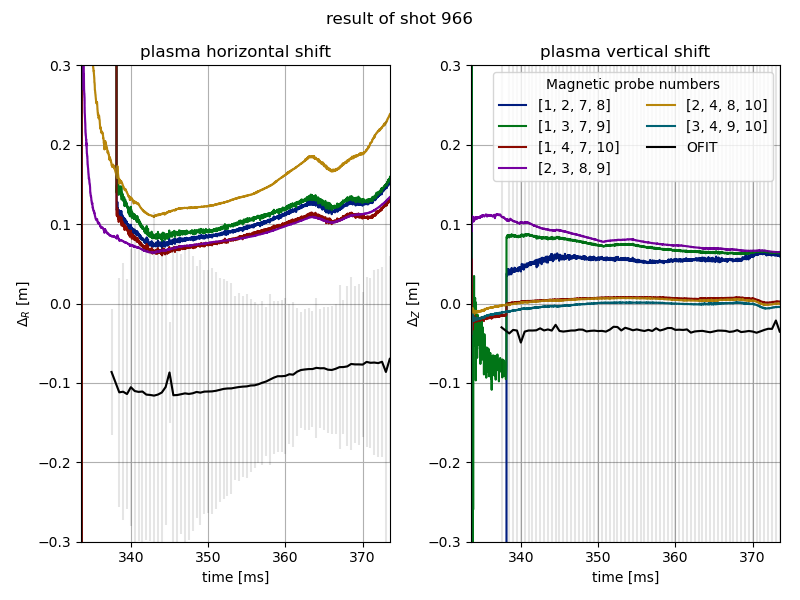 result of shot 966
plasma horizontal shift
0.3
0.2
0.1
0.0
−0.1
−0.2
−0.3
Δ_R [m]
340
350
360
370
time [ms]
plasma vertical shift
Magnetic probe numbers
[1, 2, 7, 8]
[1, 3, 7, 9]
[1, 4, 7, 10]
[2, 3, 8, 9]
[2, 4, 8, 10]
[3, 4, 9, 10]
OFIT
0.3
0.2
0.1
0.0
−0.1
−0.2
−0.3
Δ_Z [m]
340
350
360
370
time [ms]